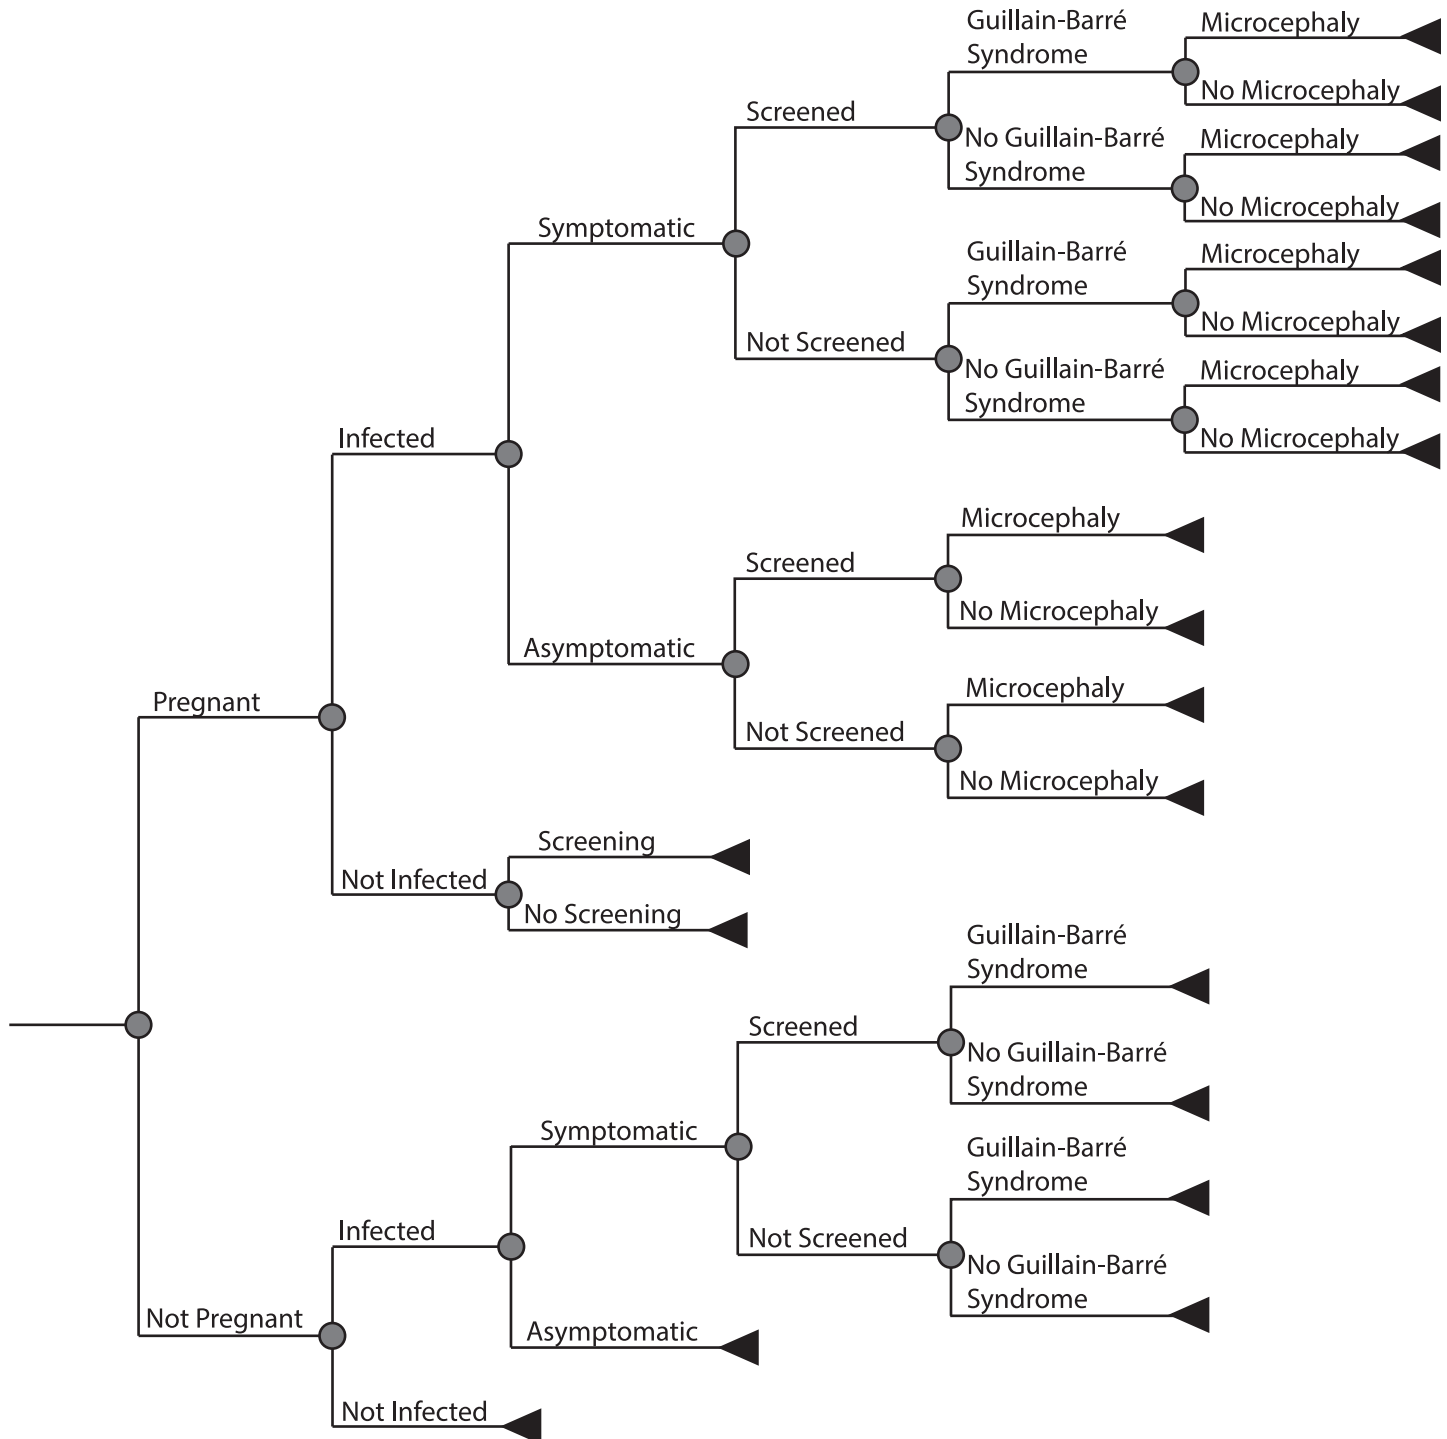 Guillain-Barré
Syndrome
Microcephaly
No Microcephaly
Screened
No Guillain-Barré
Syndrome
Microcephaly
No Microcephaly
Symptomatic
Guillain-Barré
Syndrome
Microcephaly
No Microcephaly
Not Screened
No Guillain-Barré
Syndrome
Microcephaly
No Microcephaly
Infected
Microcephaly
Screened
No Microcephaly
Asymptomatic
Microcephaly
Not Screened
No Microcephaly
Pregnant
Screening
Not Infected
No Screening
Guillain-Barré
Syndrome
Screened
No Guillain-Barré
Syndrome
Symptomatic
Guillain-Barré
Syndrome
Not Screened
No Guillain-Barré
Syndrome
Infected
Asymptomatic
Not Pregnant
Not Infected